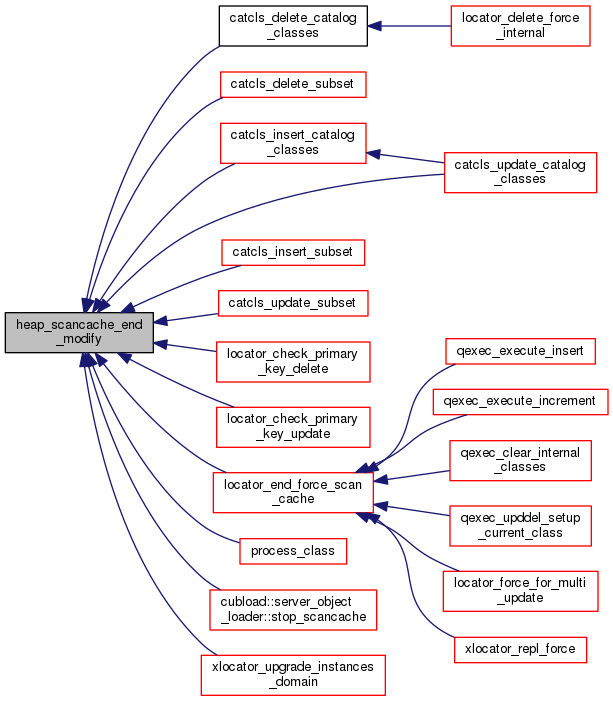 catcls_delete_catalog
_classes
locator_delete_force
_internal
catcls_delete_subset
catcls_insert_catalog
_classes
catcls_update_catalog
_classes
catcls_insert_subset
catcls_update_subset
heap_scancache_end
_modify
locator_check_primary
_key_delete
locator_check_primary
_key_update
locator_end_force_scan
_cache
qexec_execute_insert
qexec_execute_increment
qexec_clear_internal
_classes
qexec_upddel_setup
_current_class
locator_force_for_multi
_update
xlocator_repl_force
process_class
cubload::server_object
_loader::stop_scancache
xlocator_upgrade_instances
_domain